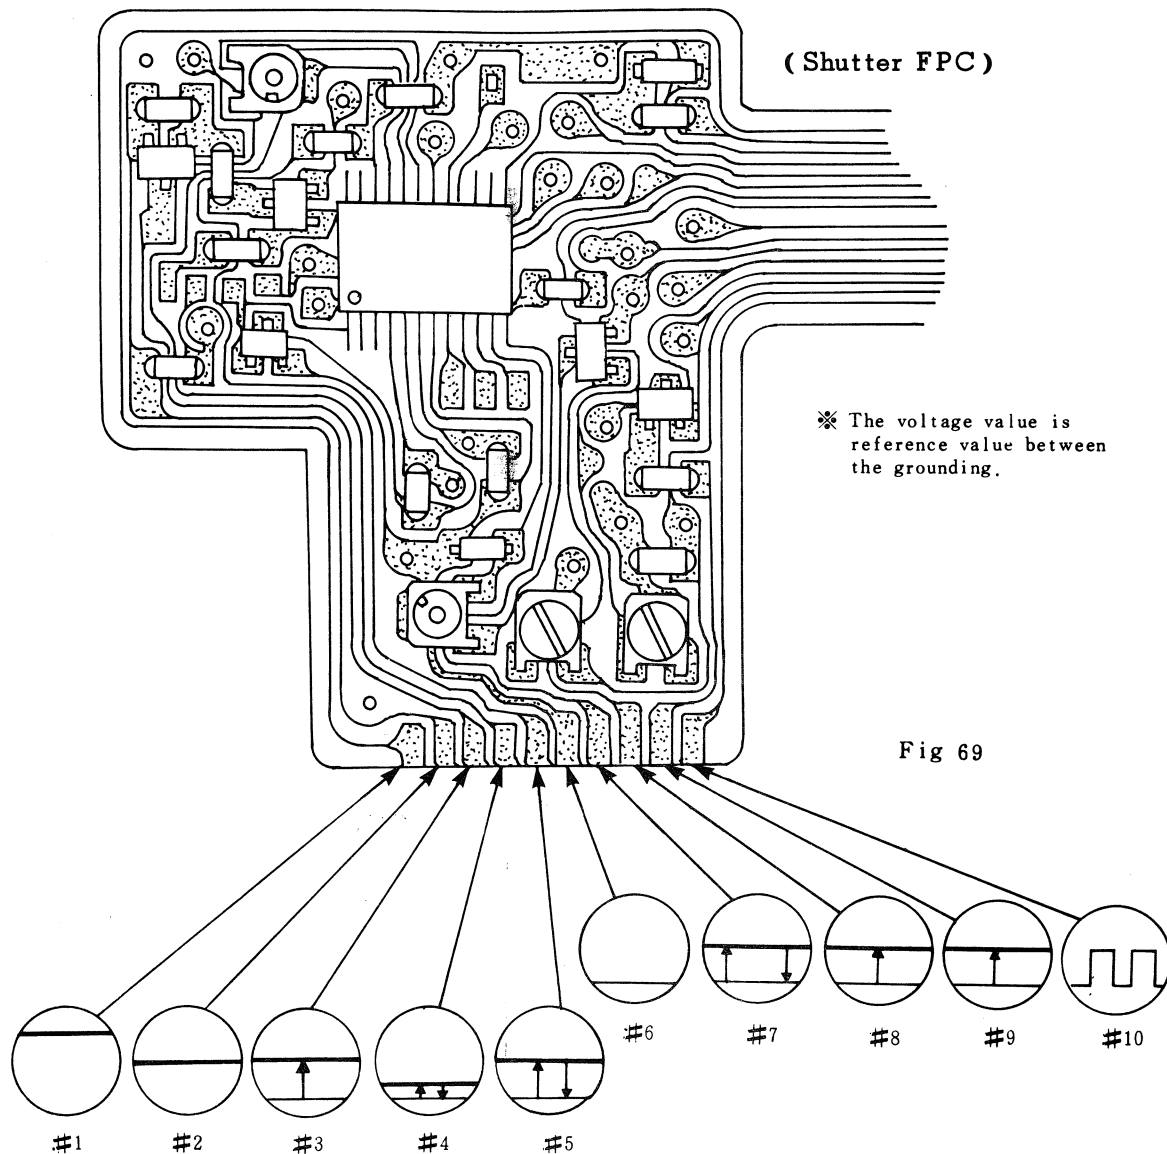 (Shutter FPC)
※ The voltage value is
reference value between
the grounding.
Fig 69
#6
#7
#8
#9
#10
#1
#2
#3
#4
#5